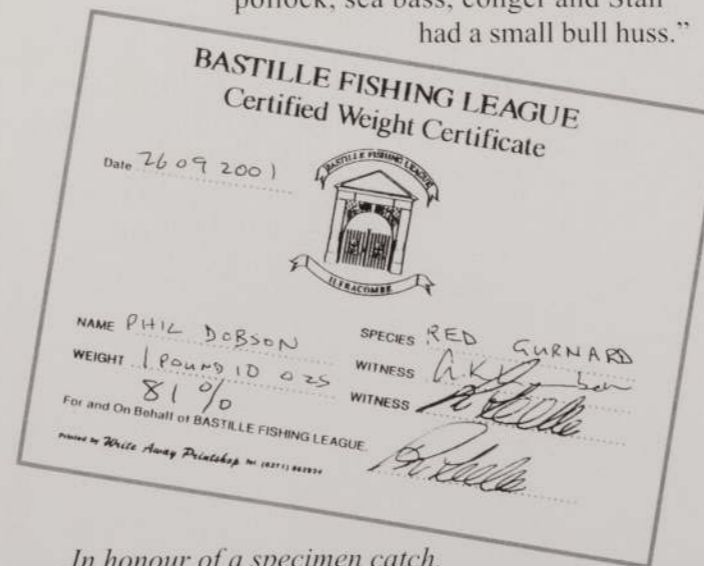 pollock, sea bass, conger and Stan
had a small bull huss.”
BASTILLE FISHING LEAGUE
Certified Weight Certificate
Date 26 09 2001
BASTILLE FISHING LEAGUE
ILFRACOMBE
NAME PHIL DOBSON
SPECIES RED GURNARD
WEIGHT 1 POUND 10 OZS
WITNESS
81%
WITNESS
For and On Behalf of BASTILLE FISHING LEAGUE.
Printed by Write Away Printshop Tel (0271)
In honour of a specimen catch.